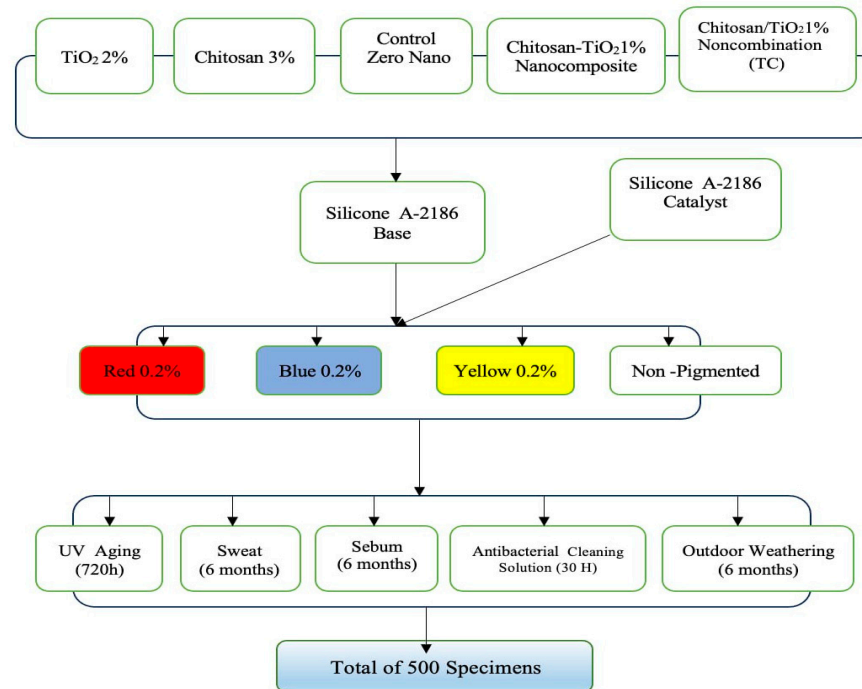 TiO₂ 2%
Chitosan 3%
Control
Zero Nano
Chitosan-TiO₂1%
Nanocomposite
Chitosan/TiO₂1%
Noncombination
(TC)
Silicone A-2186
Base
Silicone A-2186
Catalyst
Red 0.2%
Blue 0.2%
Yellow 0.2%
Non -Pigmented
UV Aging
(720h)
Sweat
(6 months)
Sebum
(6 months)
Antibacterial Cleaning
Solution (30 H)
Outdoor Weathering
(6 months)
Total of 500 Specimens